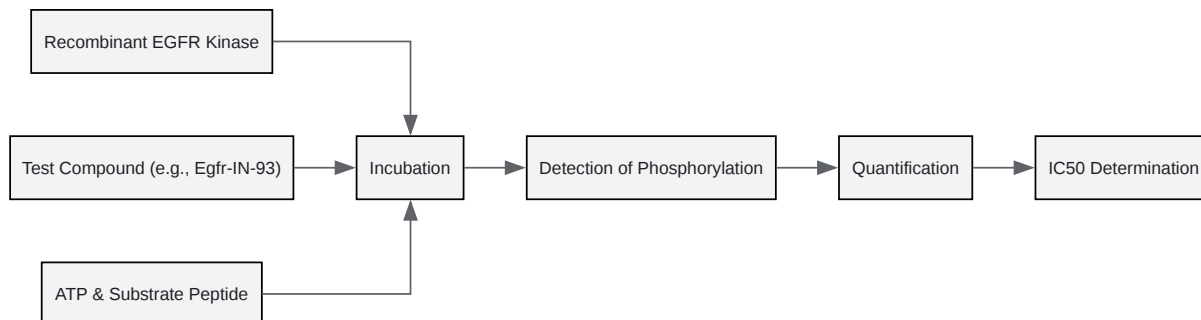 Recombinant EGFR Kinase
Test Compound (e.g., Egfr-IN-93)
Incubation
Detection of Phosphorylation
Quantification
IC50 Determination
ATP & Substrate Peptide